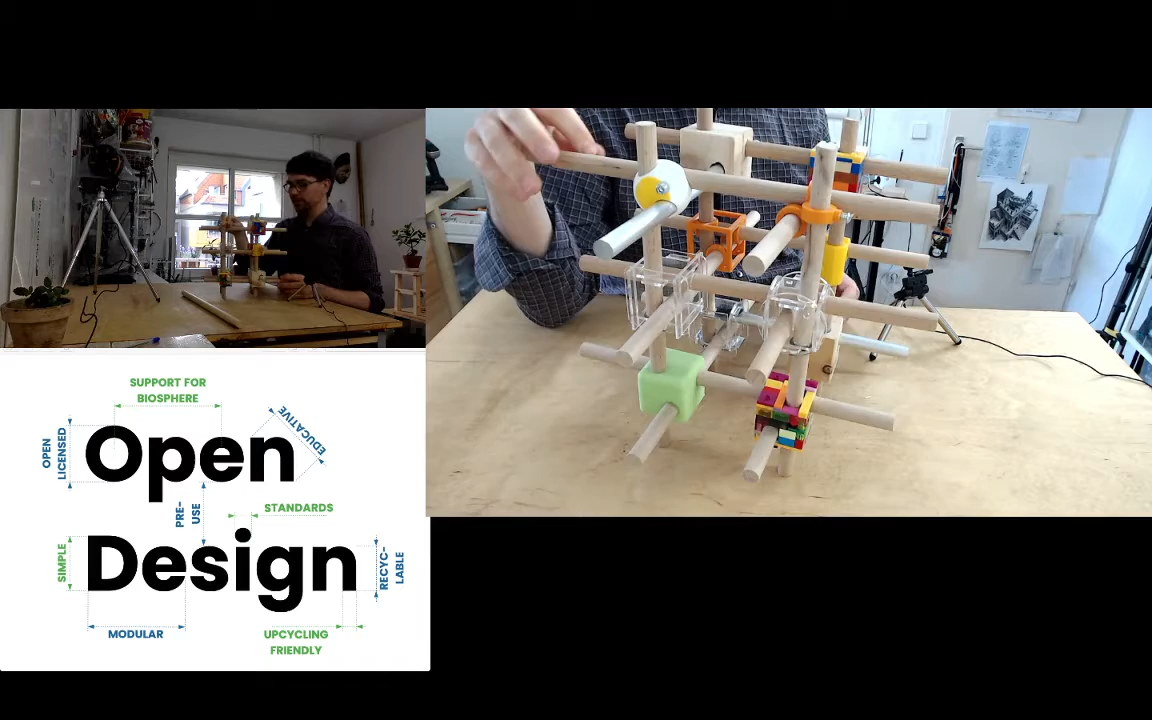 SUPPORT FOR
BIOSPHERE
EDUCATIVE
OPEN
LICENSED
Open
PRE-
USE
STANDARDS
SIMPLE
Design
RECYC-
LABLE
MODULAR
UPCYCLING
FRIENDLY